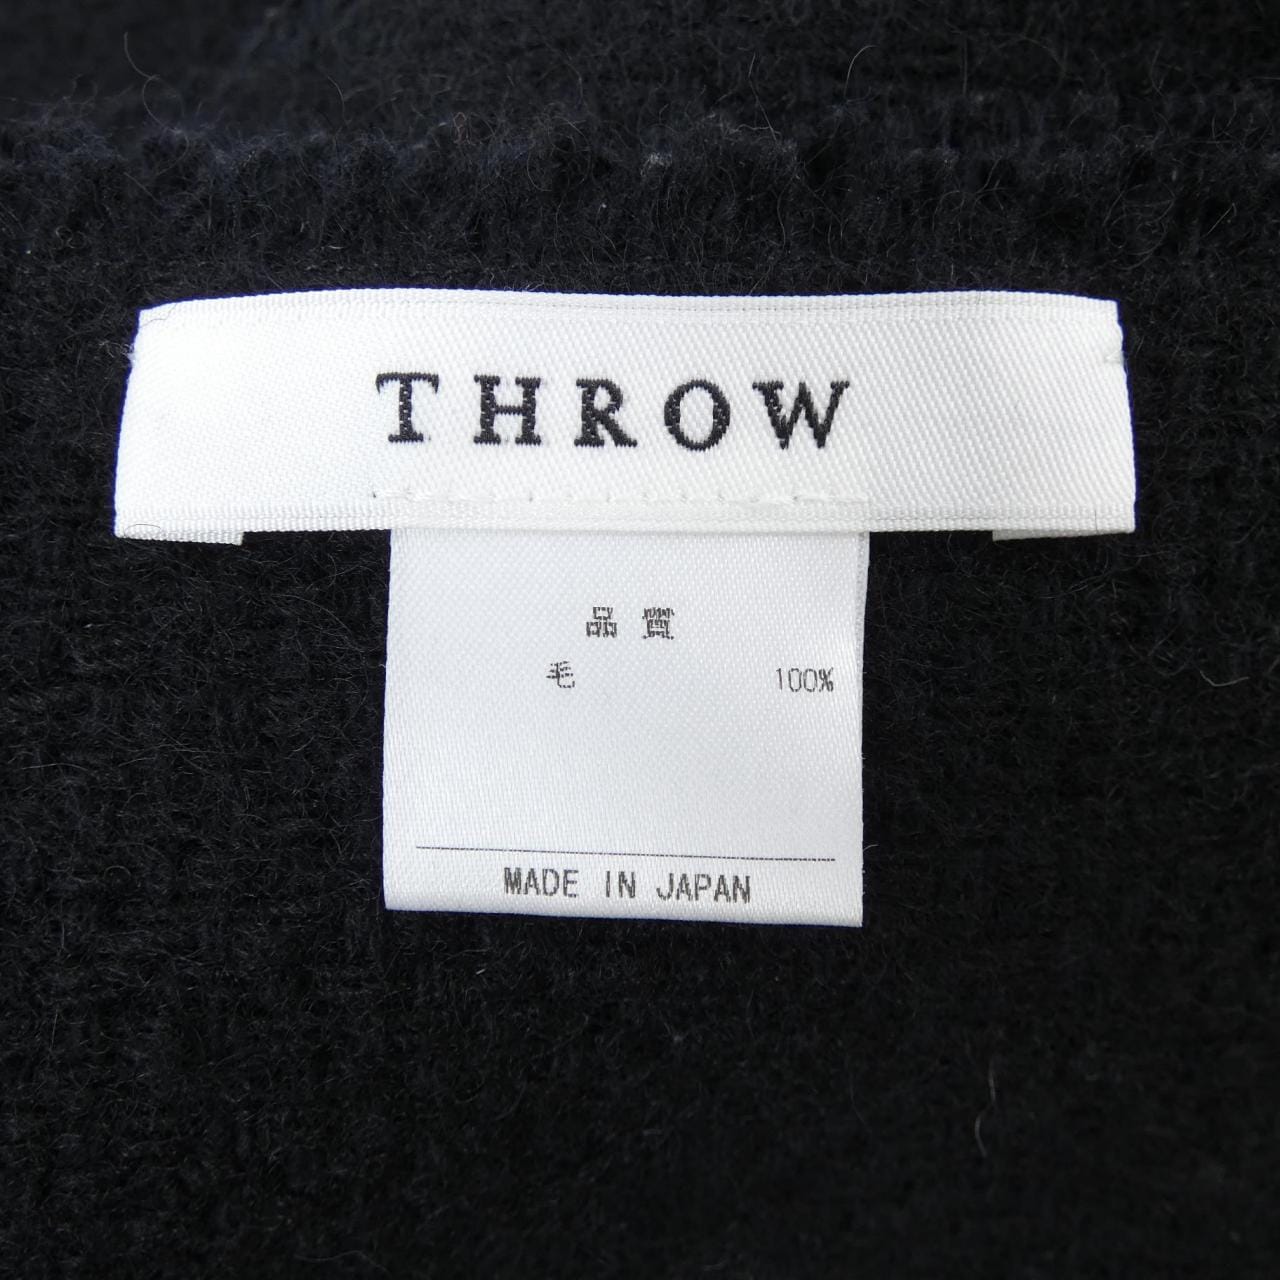 THROW
品質
毛 100%
MADE IN JAPAN